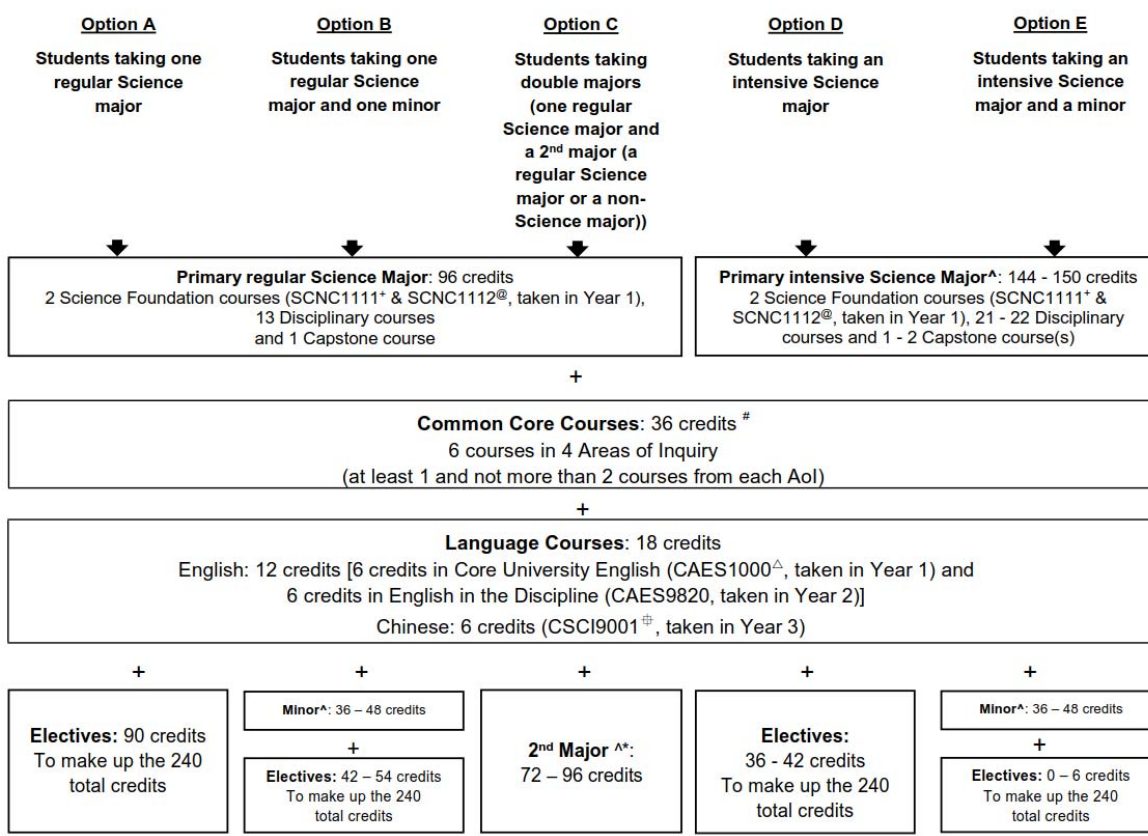 Option A
Students taking one
regular Science
major
Option B
Students taking one
regular Science
major and one minor
Option C
Students taking
double majors
(one regular
Science major and
a 2nd major (a
regular Science
major or a non-
Science major))
Option D
Students taking an
intensive Science
major
Option E
Students taking an
intensive Science
major and a minor
Primary regular Science Major: 96 credits
2 Science Foundation courses (SCNC1111+ & SCNC1112@, taken in Year 1),
13 Disciplinary courses
and 1 Capstone course
Primary intensive Science Major^: 144 - 150 credits
2 Science Foundation courses (SCNC1111+ &
SCNC1112@, taken in Year 1), 21 - 22 Disciplinary
courses and 1 - 2 Capstone course(s)
+
Common Core Courses: 36 credits #
6 courses in 4 Areas of Inquiry
(at least 1 and not more than 2 courses from each AoI)
+
Language Courses: 18 credits
English: 12 credits [6 credits in Core University English (CAES1000△, taken in Year 1) and
6 credits in English in the Discipline (CAES9820, taken in Year 2)]
Chinese: 6 credits (CSCI9001⌖, taken in Year 3)
+ + + + +
Electives: 90 credits
To make up the 240
total credits
Minor^: 36 – 48 credits
+
Electives: 42 – 54 credits
To make up the 240
total credits
2nd Major ^*:
72 – 96 credits
Electives:
36 - 42 credits
To make up the 240
total credits
Minor^: 36 – 48 credits
+
Electives: 0 – 6 credits
To make up the 240
total credits